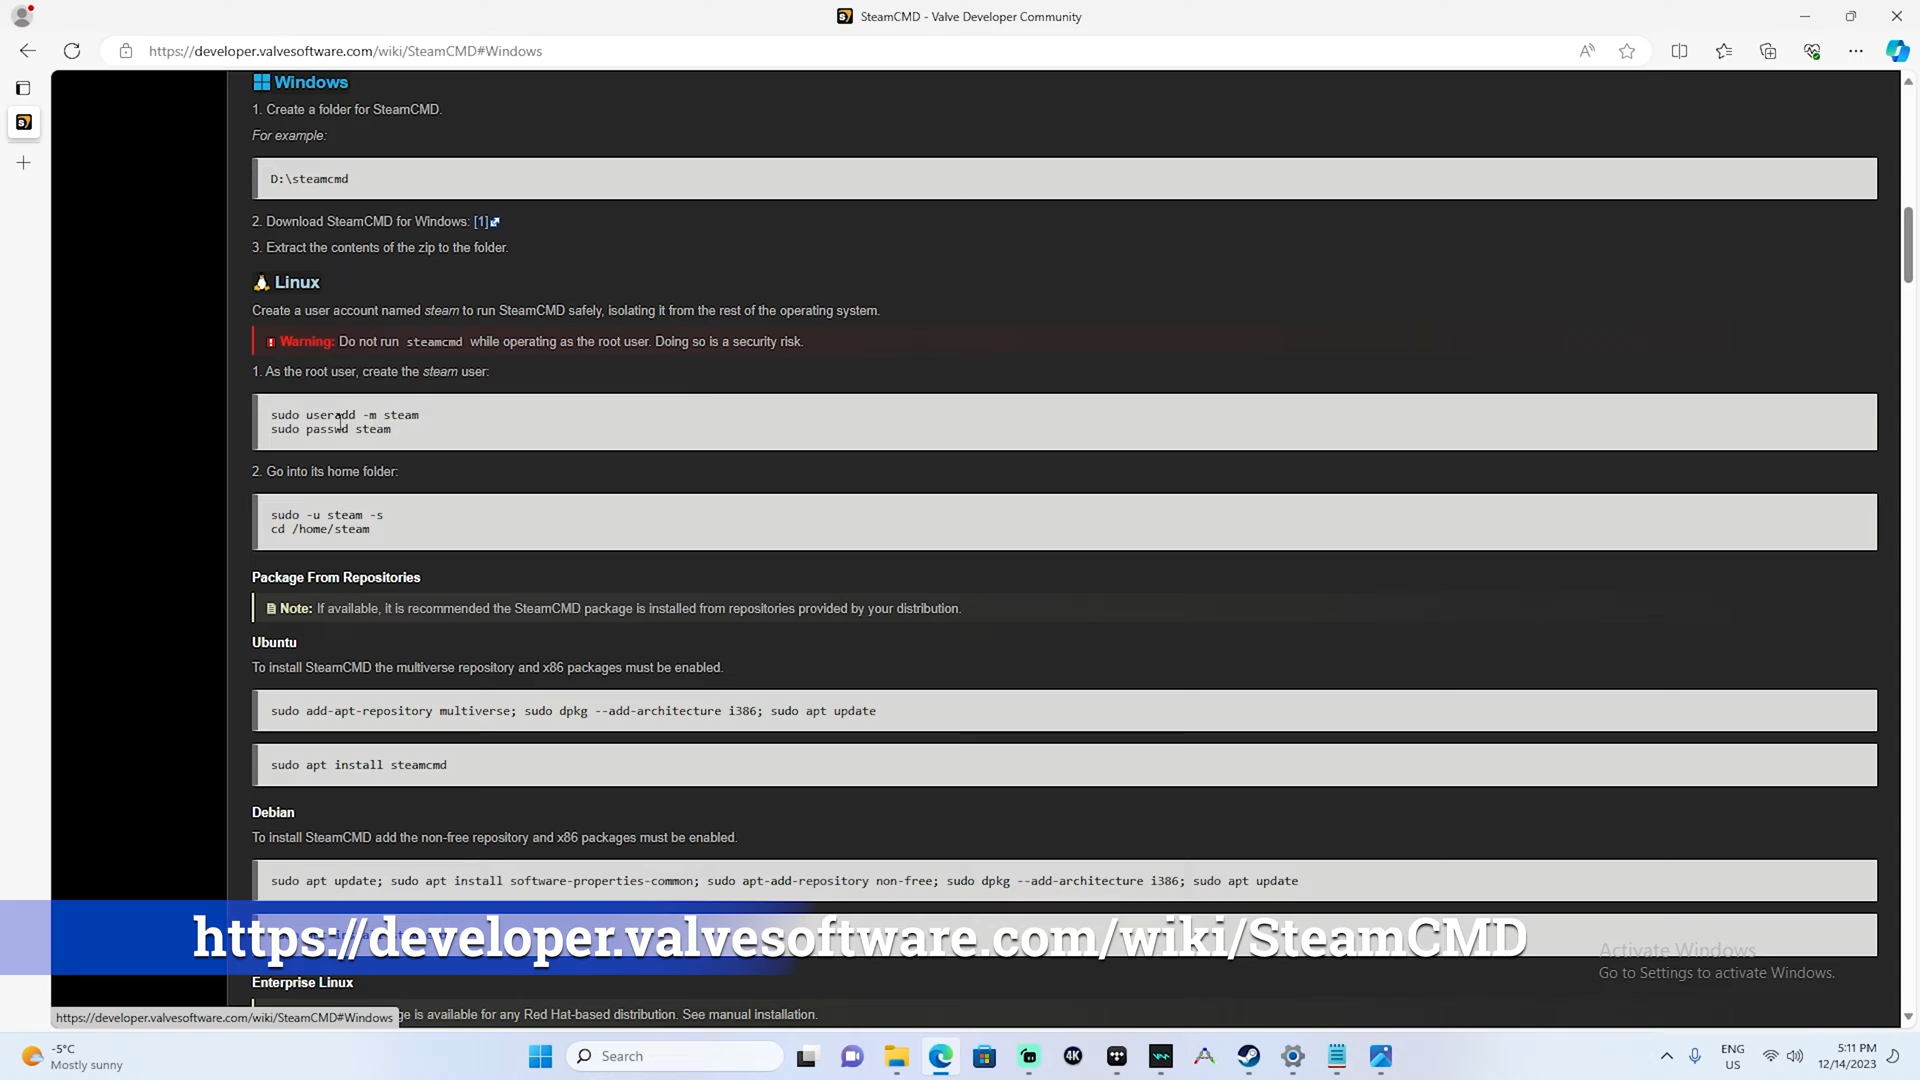 SteamCMD - Valve Developer Community
https://developer.valvesoftware.com/wiki/SteamCMD#Windows
Windows
1. Create a folder for SteamCMD.
For example:
D:\steamcmd
2. Download SteamCMD for Windows: [1]
3. Extract the contents of the zip to the folder.
Linux
Create a user account named steam to run SteamCMD safely, isolating it from the rest of the operating system.
Warning: Do not run steamcmd while operating as the root user. Doing so is a security risk.
1. As the root user, create the steam user:
sudo useradd -m steam
sudo passwd steam
2. Go into its home folder:
sudo -u steam -s
cd /home/steam
Package From Repositories
Note: If available, it is recommended the SteamCMD package is installed from repositories provided by your distribution.
Ubuntu
To install SteamCMD the multiverse repository and x86 packages must be enabled.
sudo add-apt-repository multiverse; sudo dpkg --add-architecture i386; sudo apt update
sudo apt install steamcmd
Debian
To install SteamCMD add the non-free repository and x86 packages must be enabled.
sudo apt update; sudo apt install software-properties-common; sudo apt-add-repository non-free; sudo dpkg --add-architecture i386; sudo apt update
https://developer.valvesoftware.com/wiki/SteamCMD
Activate Windows
Go to Settings to activate Windows.
Enterprise Linux
https://developer.valvesoftware.com/wiki/SteamCMD#Windows
is available for any Red Hat-based distribution. See manual installation.
-5°C
Mostly sunny
Search
4K
ENG
US
5:11 PM
12/14/2023